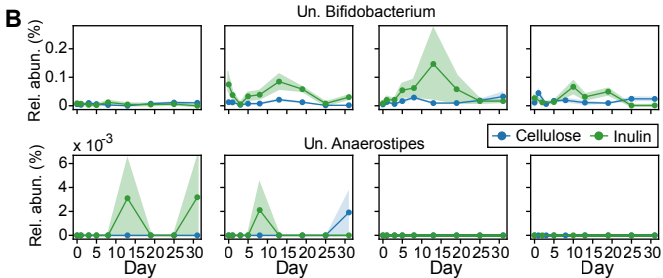 B
Un. Bifidobacterium
Rel. abun. (%)
0.2
0.1
0
Cellulose Inulin
Un. Anaerostipes
x 10⁻³
Rel. abun. (%)
6
4
2
0
0 5 10 15 20 25 30 0 5 10 15 20 25 30 0 5 10 15 20 25 30 0 5 10 15 20 25 30
Day Day Day Day